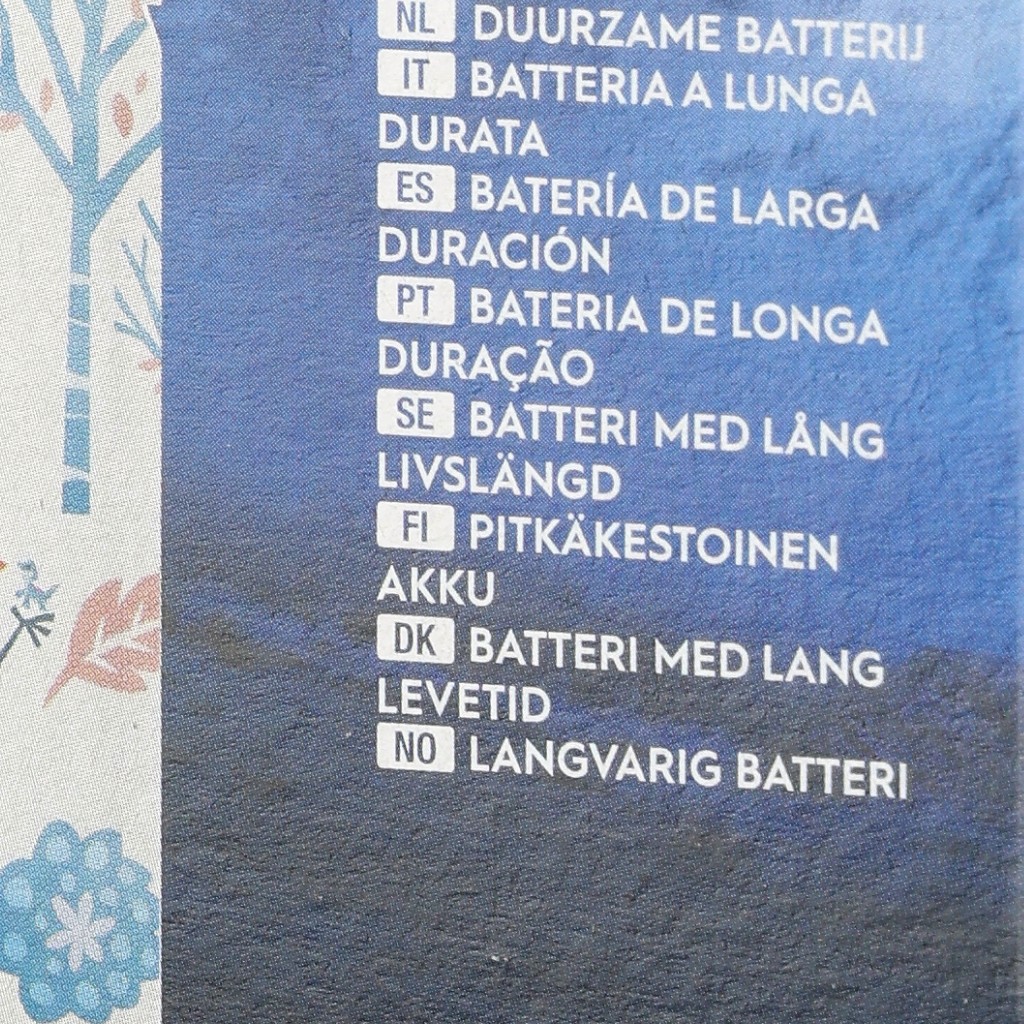 NL DUURZAME BATTERIJ
IT BATTERIA A LUNGA
DURATA
ES BATERÍA DE LARGA
DURACIÓN
PT BATERIA DE LONGA
DURAÇÃO
SE BATTERI MED LÅNG
LIVSLÄNGD
FI PITKÄKESTOINEN
AKKU
DK BATTERI MED LANG
LEVETID
NO LANGVARIG BATTERI